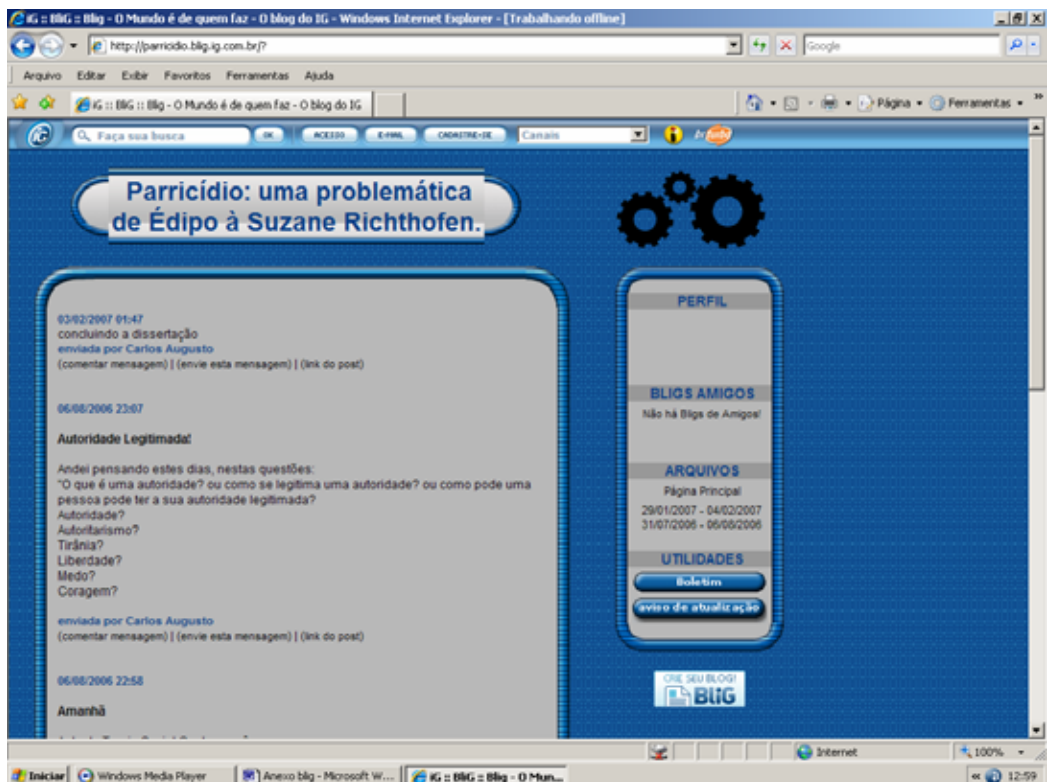 iG :: BliG :: Blig - O Mundo é de quem faz - O blog do IG - Windows Internet Explorer - [Trabalhando offline]
http://parricidio.blig.ig.com.br/?
Google
Arquivo Editar Exibir Favoritos Ferramentas Ajuda
iG :: BliG :: Blig - O Mundo é de quem faz - O blog do IG
Página Ferramentas
Faça sua busca OK ACESSO E-MAIL CADASTRE-SE Canais
Parricídio: uma problemática
de Édipo à Suzane Richthofen.
03/02/2007 01:47
concluindo a dissertação
enviada por Carlos Augusto
(comentar mensagem) | (envie esta mensagem) | (link do post)
06/08/2006 23:07
Autoridade Legitimada!
Andei pensando estes dias, nestas questões:
"O que é uma autoridade? ou como se legitima uma autoridade? ou como pode uma
pessoa pode ter a sua autoridade legitimada?
Autoridade?
Autoritarismo?
Tirânia?
Liberdade?
Medo?
Coragem?
enviada por Carlos Augusto
(comentar mensagem) | (envie esta mensagem) | (link do post)
06/08/2006 22:58
Amanhã
PERFIL
BLIGS AMIGOS
Não há Bligs de Amigos!
ARQUIVOS
Página Principal
29/01/2007 - 04/02/2007
31/07/2006 - 06/08/2006
UTILIDADES
Boletim
aviso de atualização
CRIE SEU BLOG!
BLiG
Internet 100%
Iniciar Windows Media Player Anexo blig - Microsoft W... iG :: BliG :: Blig - O Mun... 12:59